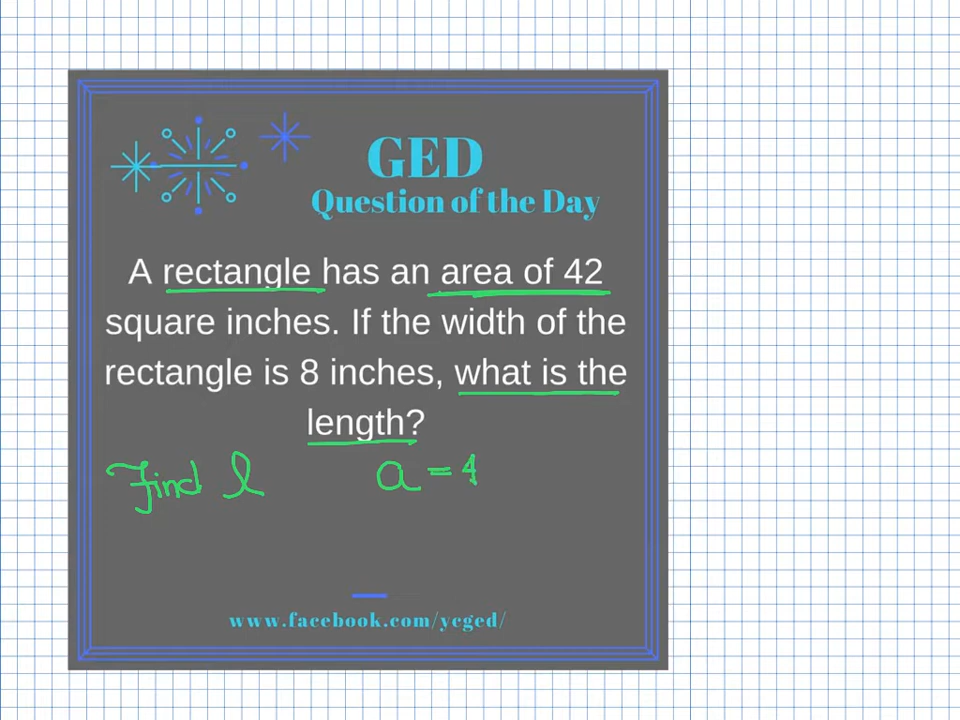 GED
Question of the Day
A rectangle has an area of 42
square inches. If the width of the
rectangle is 8 inches, what is the
length?
Find l a = 4
www.facebook.com/ycged/